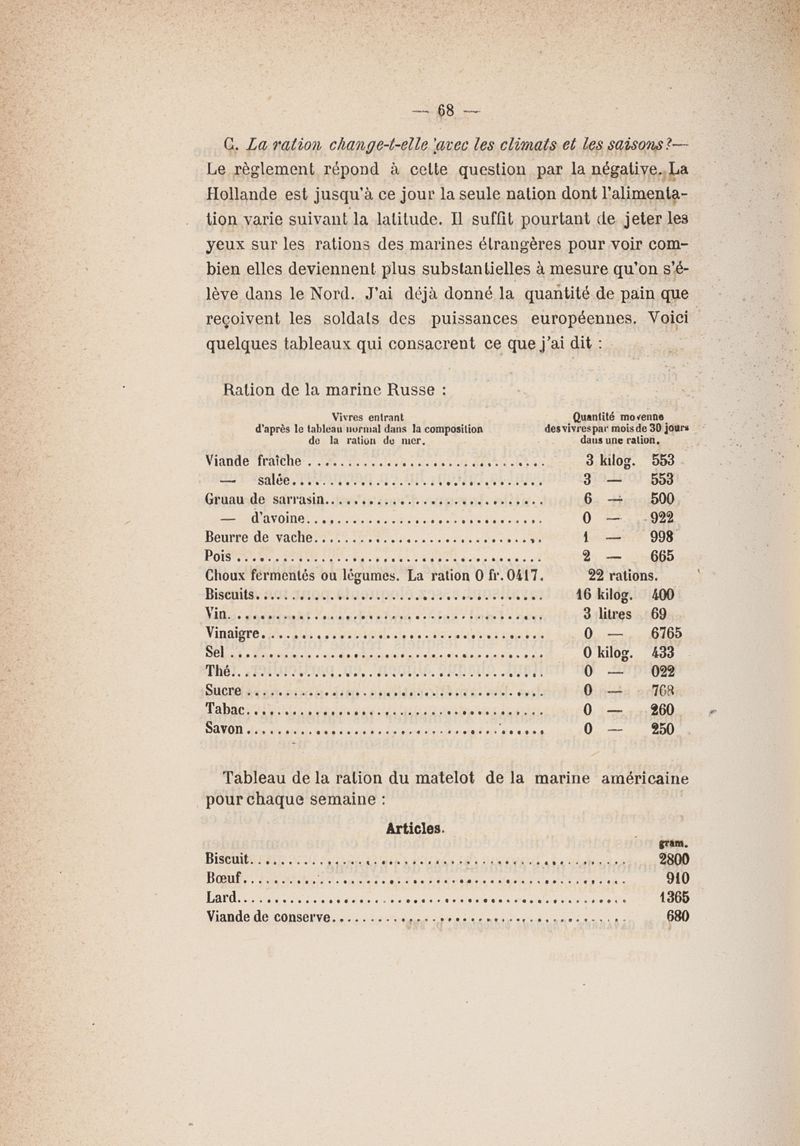 — 68 —
C. La ration change-t-elle avec les climats et les saisons?—
Le règlement répond à cette question par la négative. La
Hollande est jusqu'à ce jour la seule nation dont l'alimenta-
tion varie suivant la latitude. Il suffit pourtant de jeter les
yeux sur les rations des marines étrangères pour voir com-
bien elles deviennent plus substantielles à mesure qu'on s'é-
lève dans le Nord. J'ai déjà donné la quantité de pain que
reçoivent les soldats des puissances européennes. Voici
quelques tableaux qui consacrent ce que j'ai dit :
Ration de la marine Russe :
Vivres entrant Quantité moyenne
d'après le tableau normal dans la composition des vivres par mois de 30 jours
de la ration de mer. dans une ration.
Viande fraîche .............................. 3 kilog. 553
— salée.............................. 3 — 553
Gruau de sarrasin.............................. 6 — 500
— d'avoine.............................. 0 — 922
Beurre de vache.............................. 1 — 998
Pois .............................. 2 — 665
Choux fermentés ou légumes. La ration 0 fr. 0417. 22 rations.
Biscuits.............................. 16 kilog. 400
Vin.............................. 3 litres 69
Vinaigre.............................. 0 — 6765
Sel .............................. 0 kilog. 433
Thé.............................. 0 — 022
Sucre .............................. 0 — 768
Tabac.............................. 0 — 260
Savon .............................. 0 — 250
Tableau de la ration du matelot de la marine américaine
pour chaque semaine :
Articles.
gram.
Biscuit.............................. 2800
Bœuf.............................. 910
Lard.............................. 1365
Viande de conserve.............................. 680